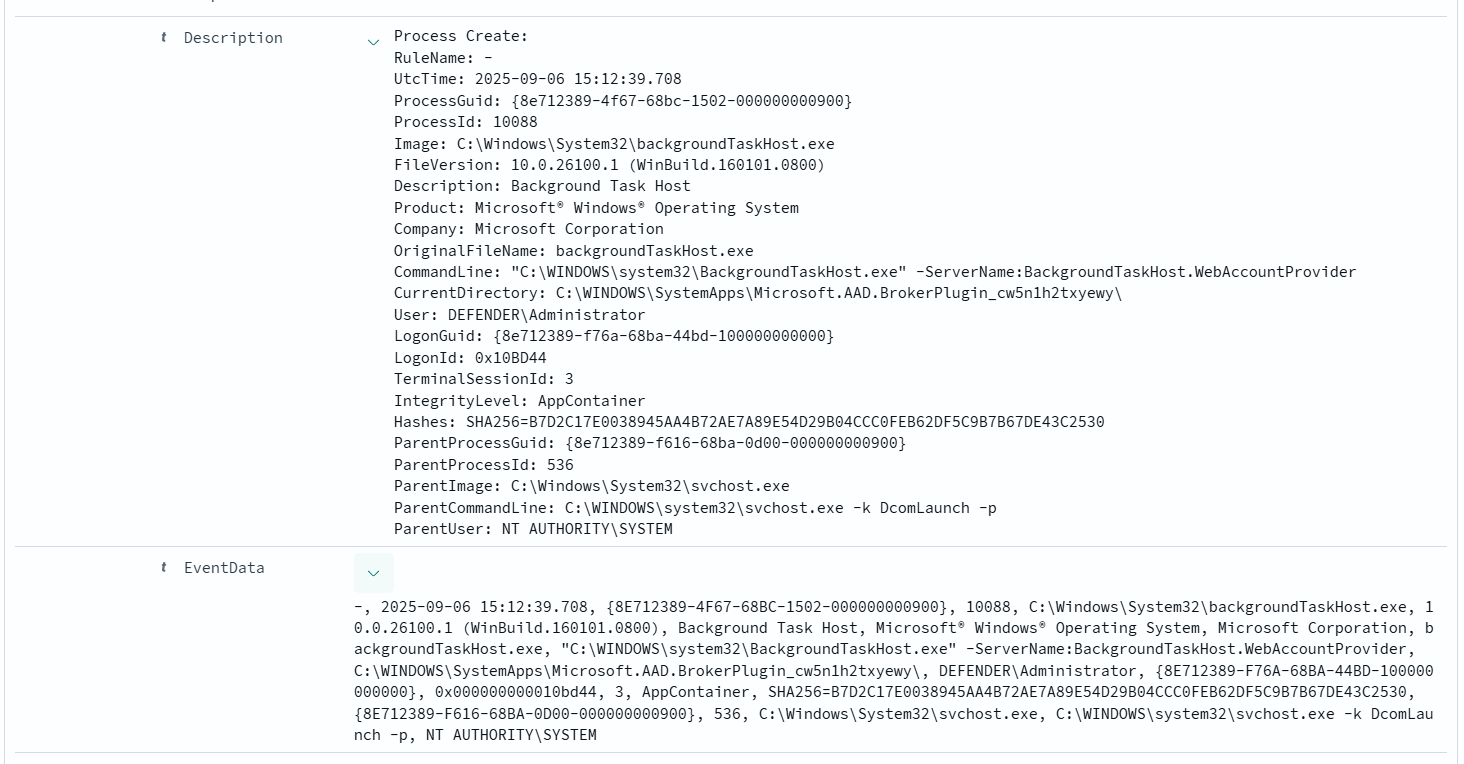 t Description
Process Create:
RuleName: -
UtcTime: 2025-09-06 15:12:39.708
ProcessGuid: {8e712389-4f67-68bc-1502-000000000900}
ProcessId: 10088
Image: C:\Windows\System32\backgroundTaskHost.exe
FileVersion: 10.0.26100.1 (WinBuild.160101.0800)
Description: Background Task Host
Product: Microsoft® Windows® Operating System
Company: Microsoft Corporation
OriginalFileName: backgroundTaskHost.exe
CommandLine: "C:\WINDOWS\system32\BackgroundTaskHost.exe" -ServerName:BackgroundTaskHost.WebAccountProvider
CurrentDirectory: C:\WINDOWS\SystemApps\Microsoft.AAD.BrokerPlugin_cw5n1h2txyewy\
User: DEFENDER\Administrator
LogonGuid: {8e712389-f76a-68ba-44bd-100000000000}
LogonId: 0x10BD44
TerminalSessionId: 3
IntegrityLevel: AppContainer
Hashes: SHA256=B7D2C17E0038945AA4B72AE7A89E54D29B04CCC0FEB62DF5C9B7B67DE43C2530
ParentProcessGuid: {8e712389-f616-68ba-0d00-000000000900}
ParentProcessId: 536
ParentImage: C:\Windows\System32\svchost.exe
ParentCommandLine: C:\WINDOWS\system32\svchost.exe -k DcomLaunch -p
ParentUser: NT AUTHORITY\SYSTEM
t EventData
-, 2025-09-06 15:12:39.708, {8E712389-4F67-68BC-1502-000000000900}, 10088, C:\Windows\System32\backgroundTaskHost.exe, 1
0.0.26100.1 (WinBuild.160101.0800), Background Task Host, Microsoft® Windows® Operating System, Microsoft Corporation, b
ackgroundTaskHost.exe, "C:\WINDOWS\system32\BackgroundTaskHost.exe" -ServerName:BackgroundTaskHost.WebAccountProvider,
C:\WINDOWS\SystemApps\Microsoft.AAD.BrokerPlugin_cw5n1h2txyewy\, DEFENDER\Administrator, {8E712389-F76A-68BA-44BD-100000
000000}, 0x000000000010bd44, 3, AppContainer, SHA256=B7D2C17E0038945AA4B72AE7A89E54D29B04CCC0FEB62DF5C9B7B67DE43C2530,
{8E712389-F616-68BA-0D00-000000000900}, 536, C:\Windows\System32\svchost.exe, C:\WINDOWS\system32\svchost.exe -k DcomLau
nch -p, NT AUTHORITY\SYSTEM